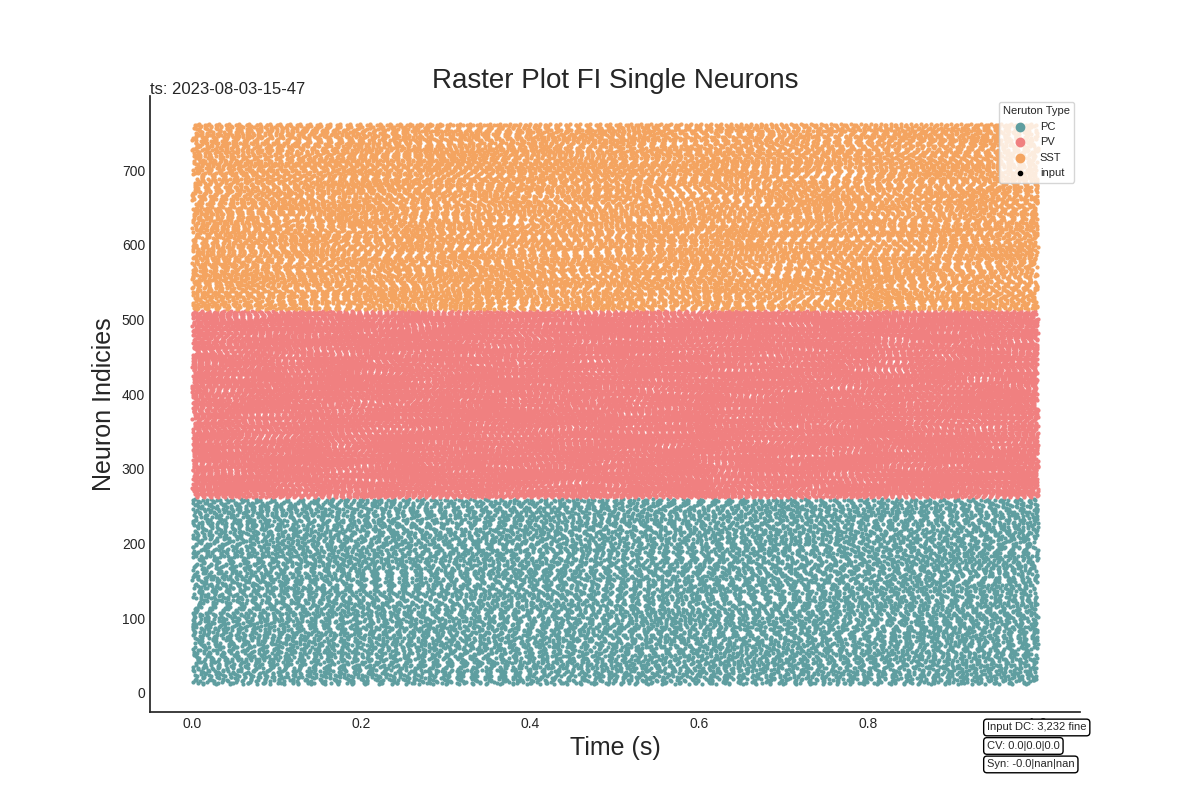 Raster Plot FI Single Neurons
ts: 2023-08-03-15-47
Neruton Type
PC
PV
SST
input
Neuron Indicies
700
600
500
400
300
200
100
0
0.0 0.2 0.4 0.6 0.8
Time (s)
Input DC: 3,232 fine
CV: 0.0|0.0|0.0
Syn: -0.0|nan|nan